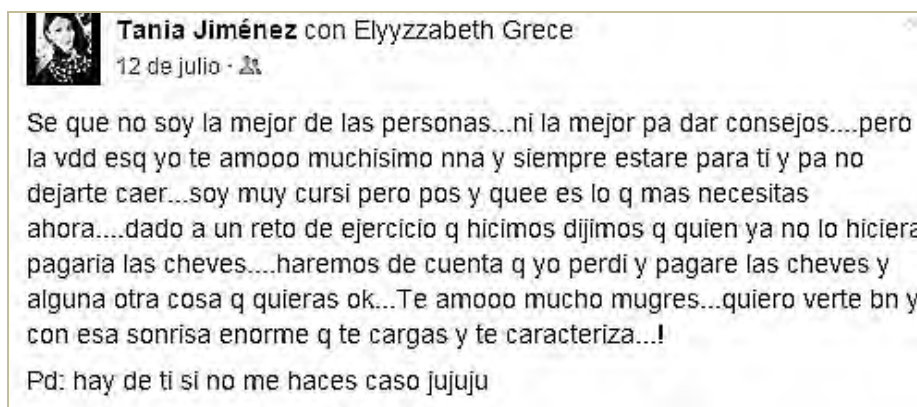 Tania Jiménez con Elyyzzabeth Grece
12 de julio ·
Se que no soy la mejor de las personas...ni la mejor pa dar consejos....pero
la vdd esq yo te amooo muchisimo nna y siempre estare para ti y pa no
dejarte caer...soy muy cursi pero pos y quee es lo q mas necesitas
ahora....dado a un reto de ejercicio q hicimos dijimos q quien ya no lo hiciera
pagaria las cheves....haremos de cuenta q yo perdi y pagare las cheves y
alguna otra cosa q quieras ok...Te amooo mucho mugres...quiero verte bn y
con esa sonrisa enorme q te cargas y te caracteriza...!
Pd: hay de ti si no me haces caso jujuju